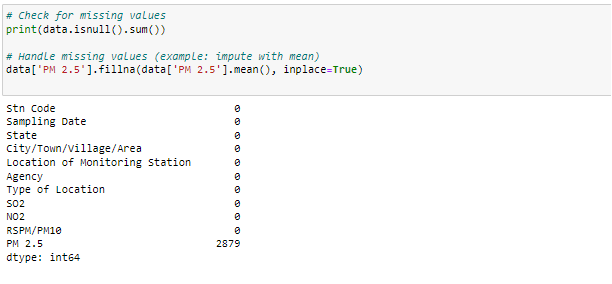 # Check for missing values
print(data.isnull().sum())
# Handle missing values (example: impute with mean)
data['PM 2.5'].fillna(data['PM 2.5'].mean(), inplace=True)
Stn Code 0
Sampling Date 0
State 0
City/Town/Village/Area 0
Location of Monitoring Station 0
Agency 0
Type of Location 0
SO2 0
NO2 0
RSPM/PM10 0
PM 2.5 2879
dtype: int64